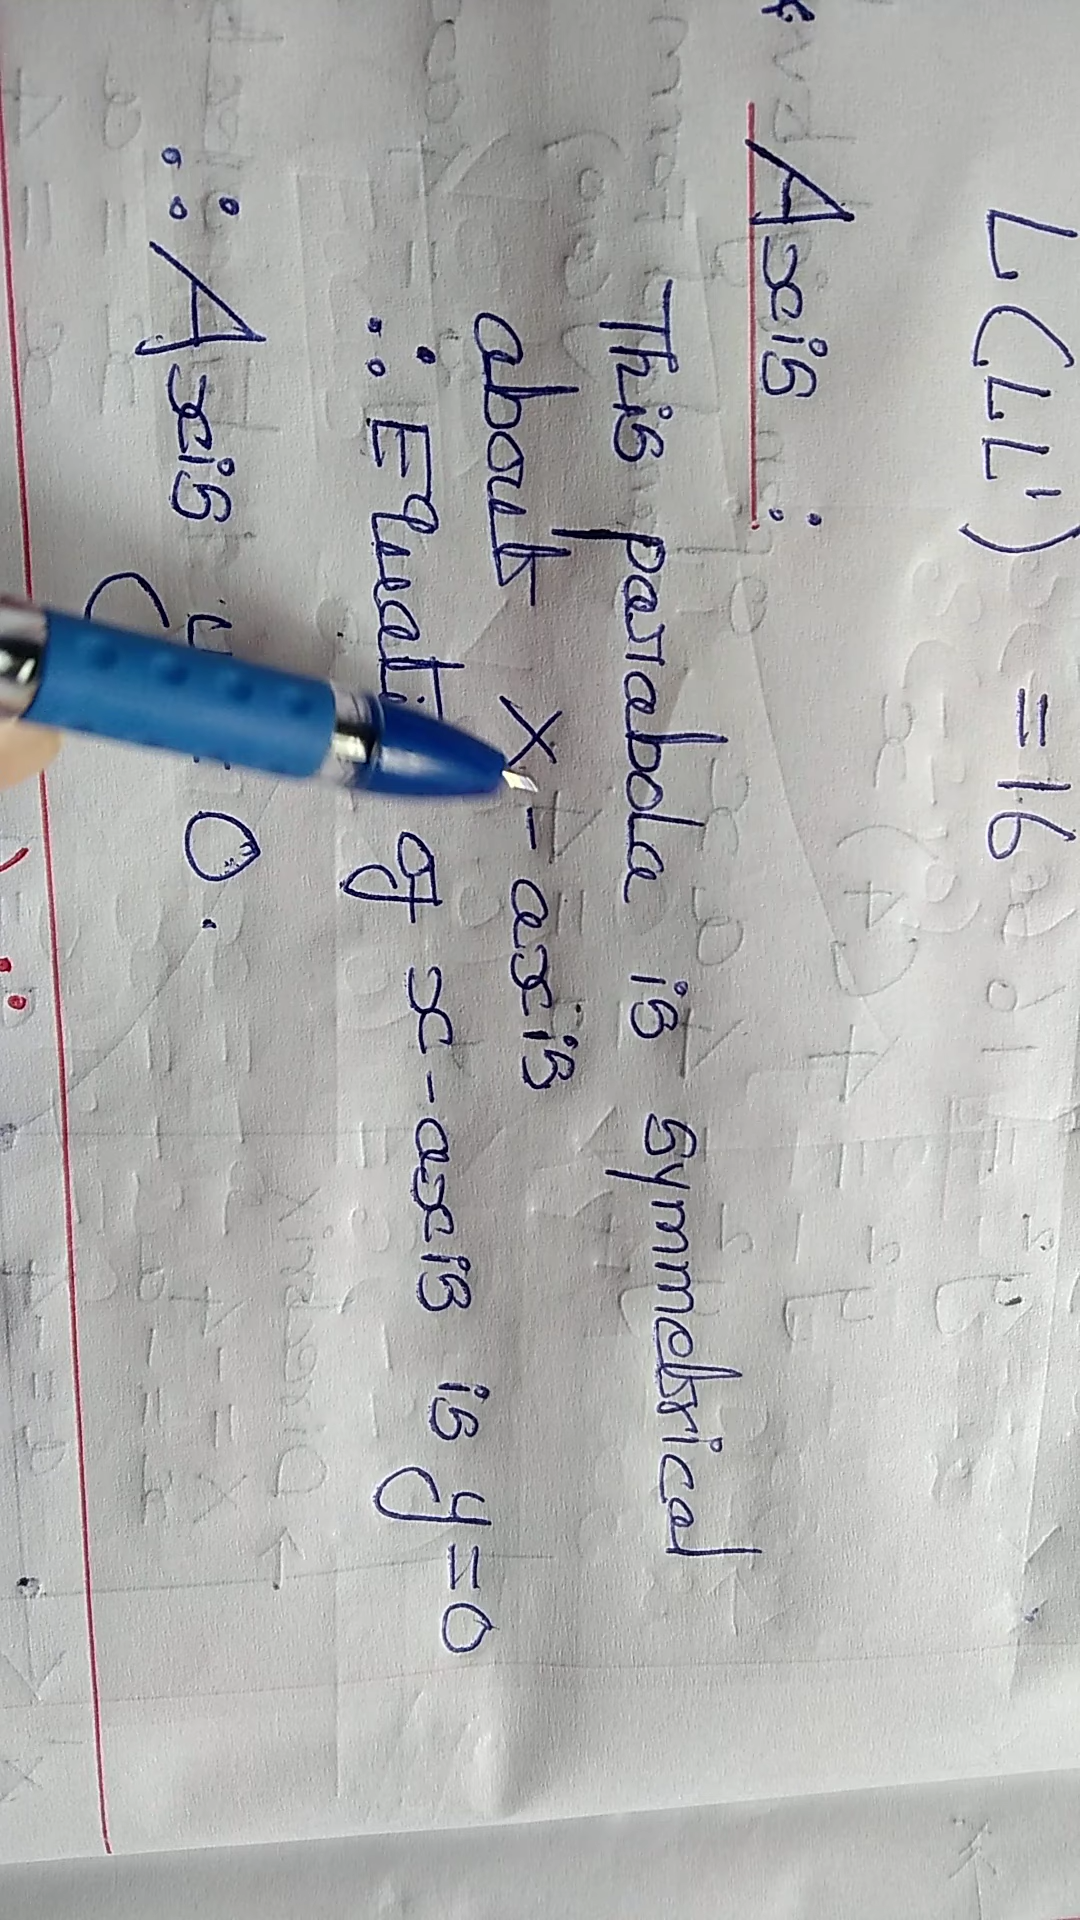 L(LL') = 16
Axis :
This parabola is symmetrical
about X-axis
∴ Equati of x-axis is y=0
∴ Axis y = 0.